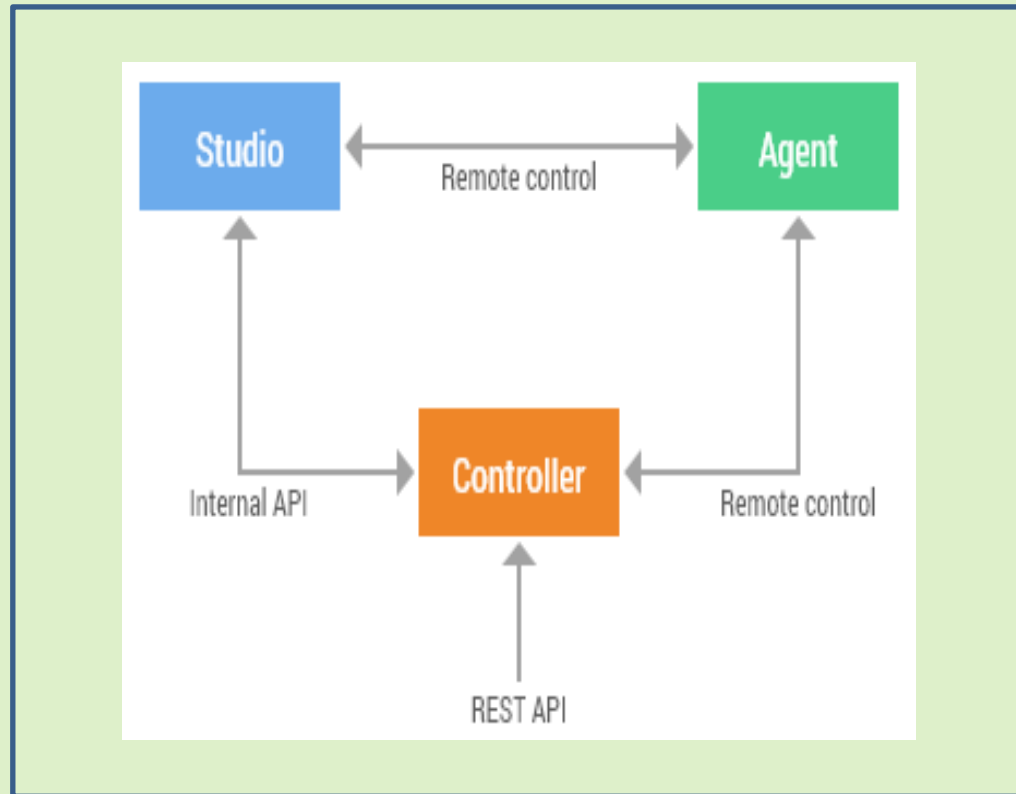 Studio
Agent
Remote control
Controller
Internal API
Remote control
REST API